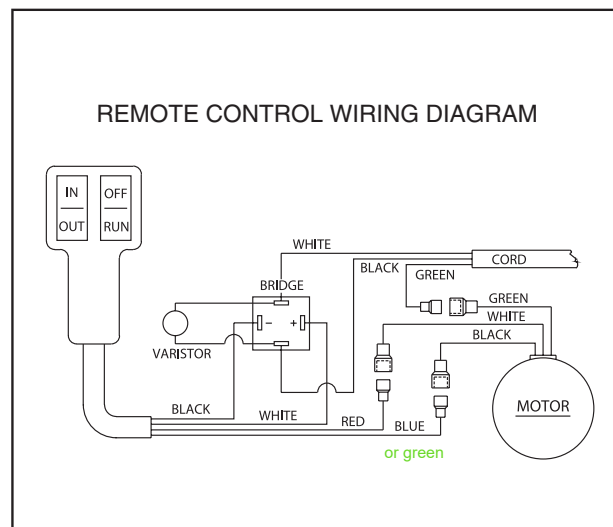 REMOTE CONTROL WIRING DIAGRAM
IN OFF
OUT RUN
WHITE
CORD
BLACK
GREEN
BRIDGE
GREEN
WHITE
- +
BLACK
VARISTOR
BLACK
WHITE
RED
BLUE
MOTOR
or green